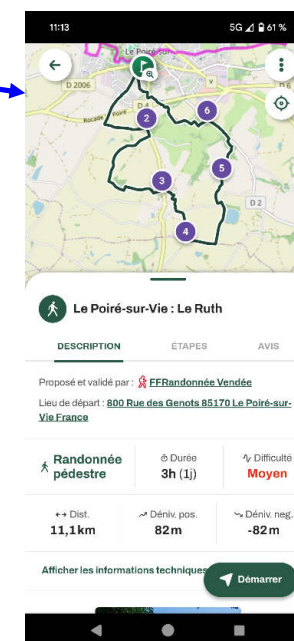 11:13
5G 61 %
Le Poiré-sur-Vie
D 2006
D 6
Rocade
D 4
V
6
2
5
3
D 2
4
Le Poiré-sur-Vie : Le Ruth
DESCRIPTION ÉTAPES AVIS
Proposé et validé par : FFRandonnée Vendée
Lieu de départ : 800 Rue des Genots 85170 Le Poiré-sur-
Vie France
Randonnée
pédestre
Durée
3h (1j)
Difficulté
Moyen
Dist.
11,1km
Déniv. pos.
82m
Déniv. neg.
-82m
Afficher les informations techniques
Démarrer